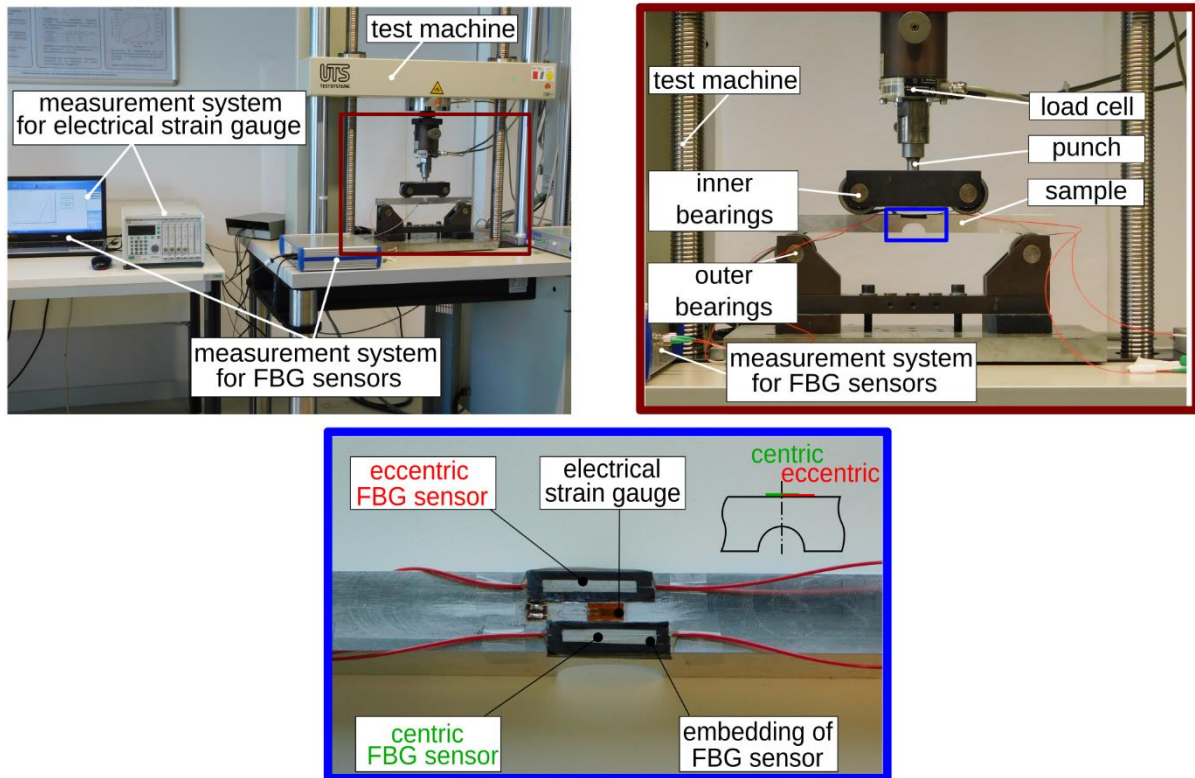 test machine
UTS
TESTSYSTEME
measurement system
for electrical strain gauge
measurement system
for FBG sensors
test machine
load cell
punch
inner
bearings
sample
outer
bearings
measurement system
for FBG sensors
eccentric
FBG sensor
electrical
strain gauge
centric
eccentric
centric
FBG sensor
embedding of
FBG sensor